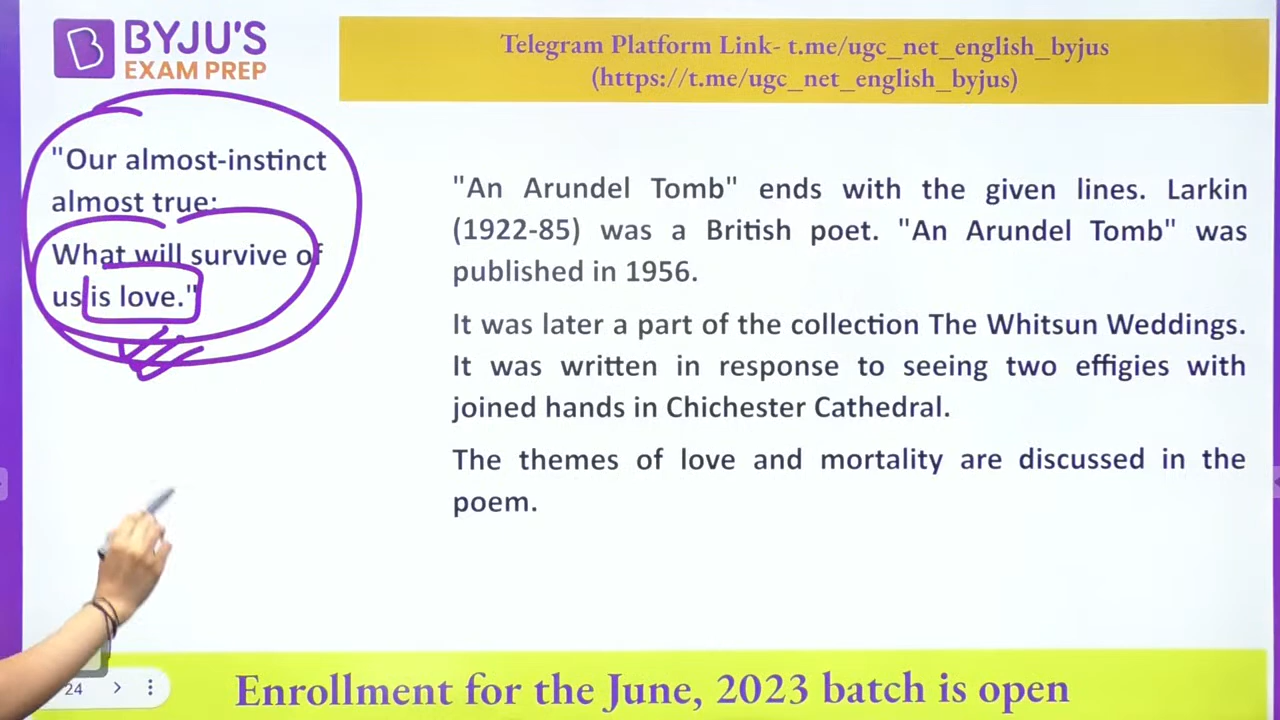 BYJU'S
EXAM PREP
Telegram Platform Link- t.me/ugc_net_english_byjus
(https://t.me/ugc_net_english_byjus)
"Our almost-instinct
almost true:
What will survive of
us is love."
"An Arundel Tomb" ends with the given lines. Larkin
(1922-85) was a British poet. "An Arundel Tomb" was
published in 1956.
It was later a part of the collection The Whitsun Weddings.
It was written in response to seeing two effigies with
joined hands in Chichester Cathedral.
The themes of love and mortality are discussed in the
poem.
24
Enrollment for the June, 2023 batch is open